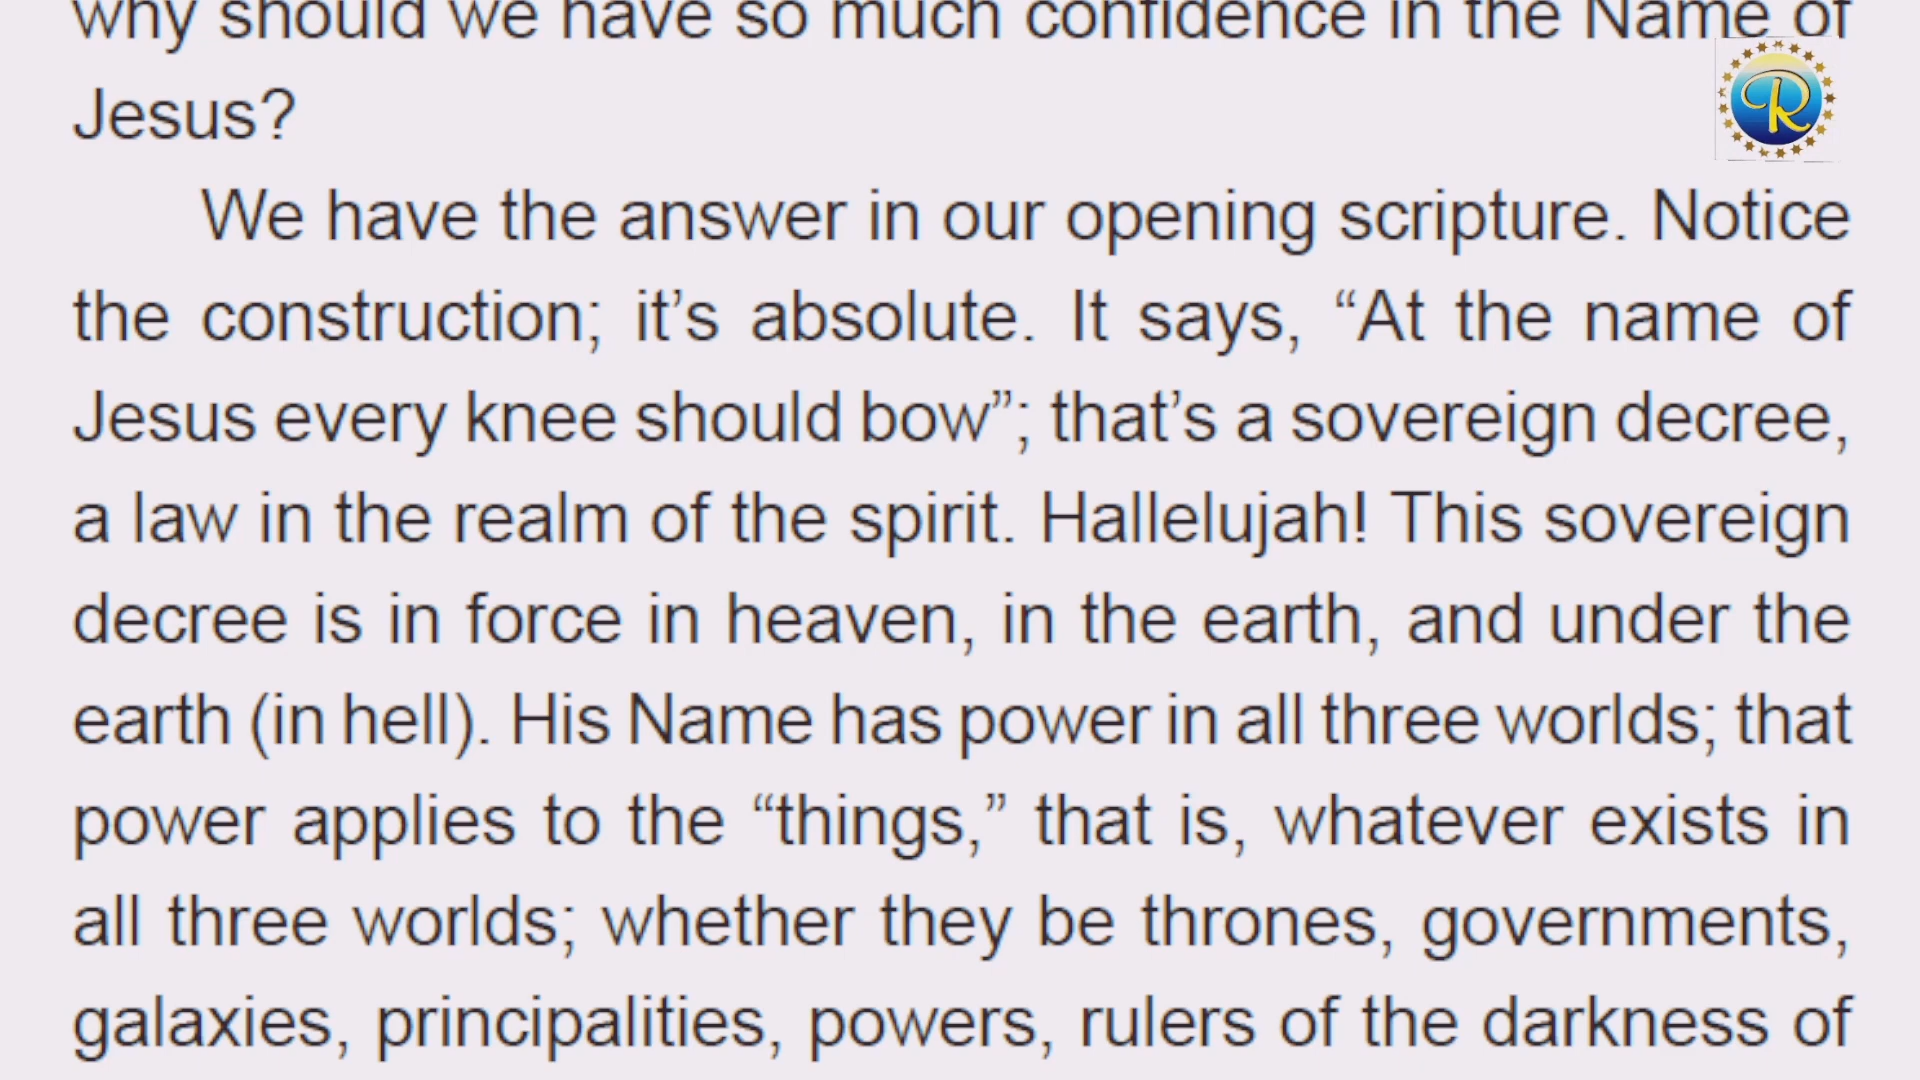 why should we have so much confidence in the Name of
Jesus?
We have the answer in our opening scripture. Notice
the construction; it’s absolute. It says, “At the name of
Jesus every knee should bow”; that’s a sovereign decree,
a law in the realm of the spirit. Hallelujah! This sovereign
decree is in force in heaven, in the earth, and under the
earth (in hell). His Name has power in all three worlds; that
power applies to the “things,” that is, whatever exists in
all three worlds; whether they be thrones, governments,
galaxies, principalities, powers, rulers of the darkness of
R